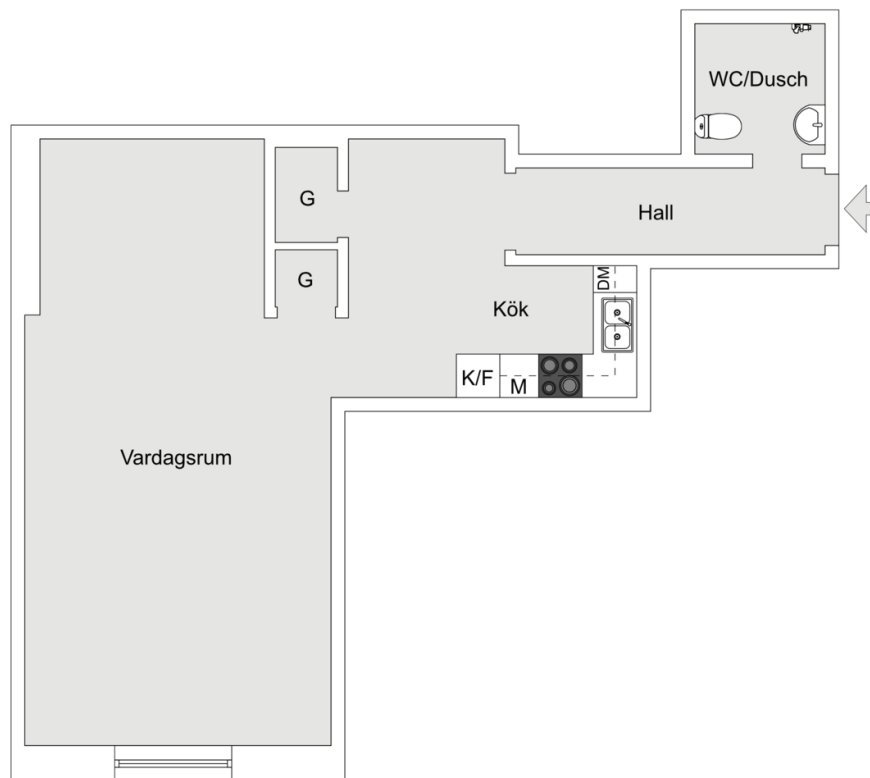 WC/Dusch
G
Hall
G
DM
Kök
K/F
M
Vardagsrum